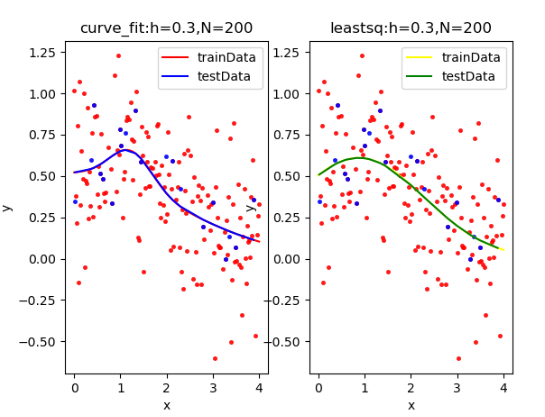 curve_fit:h=0.3,N=200
trainData
testData
1.25
1.00
0.75
0.50
0.25
0.00
−0.25
−0.50
y
0 1 2 3 4
x
leastsq:h=0.3,N=200
trainData
testData
1.25
1.00
0.75
0.50
0.25
0.00
−0.25
−0.50
y
0 1 2 3 4
x